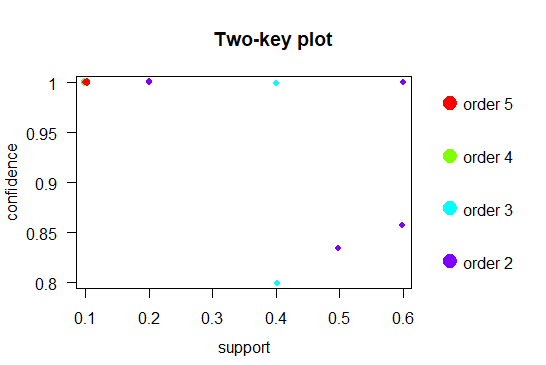 Two-key plot
1
0.95
0.9
0.85
0.8
confidence
0.1 0.2 0.3 0.4 0.5 0.6
support
order 5
order 4
order 3
order 2